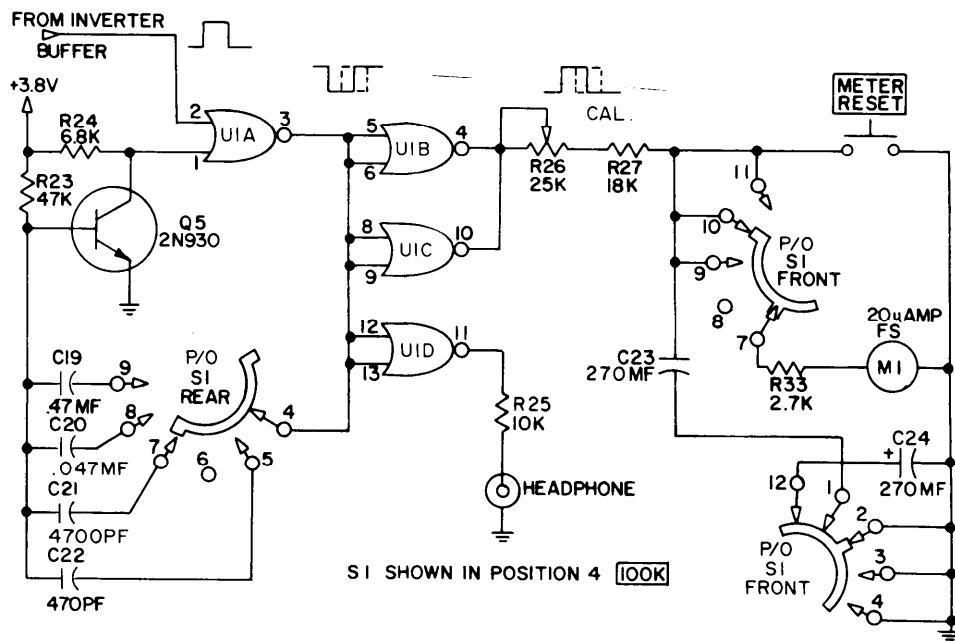 FROM INVERTER
BUFFER
+3.8V
R24
6.8K
R23
47K
Q5
2N930
2
1
U1A
3
5
6
U1B
4
8
9
U1C
10
12
13
U1D
11
R25
10K
HEADPHONE
CAL.
R26
25K
R27
18K
METER
RESET
11
10
9
8
7
P/O
S1
FRONT
20uAMP
FS
M1
R33
2.7K
C23
270MF
C24
+
270MF
12
1
2
3
4
P/O
S1
FRONT
C19
.47MF
9
C20
.047MF
8
C21
4700PF
7
C22
470PF
6
5
4
P/O
S1
REAR
S1 SHOWN IN POSITION 4 100K